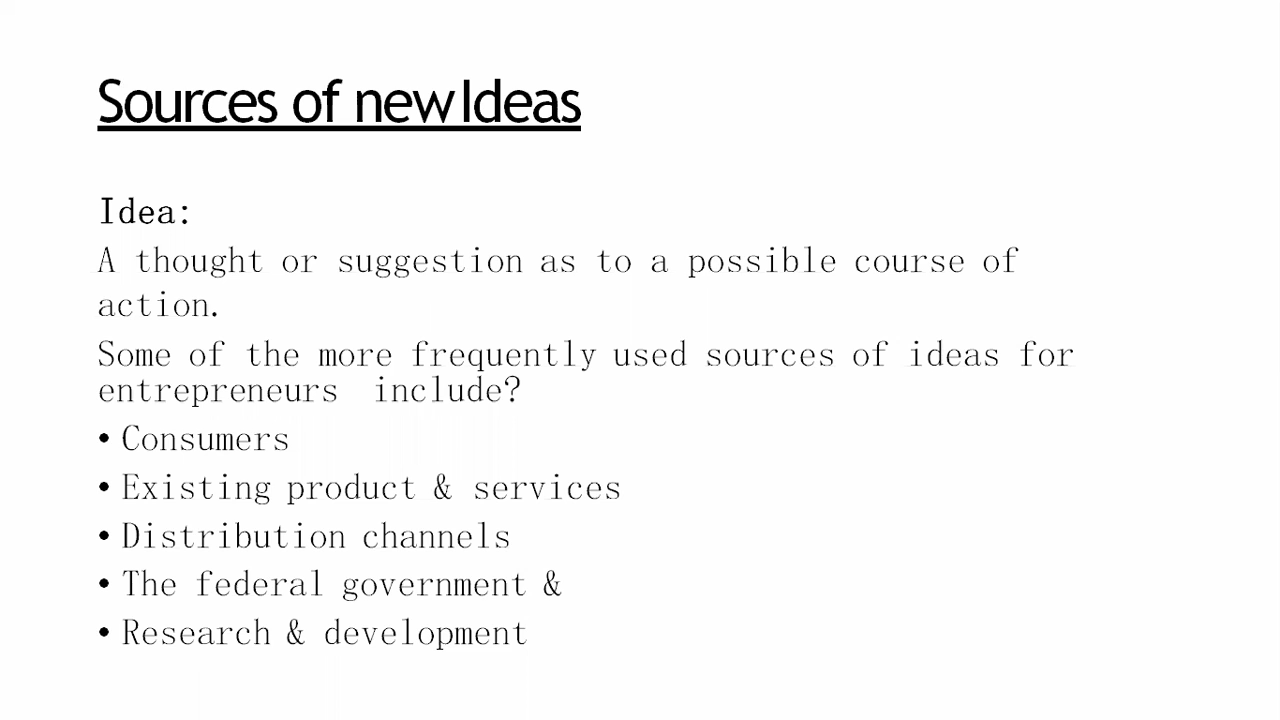 Sources of new Ideas
Idea:
A thought or suggestion as to a possible course of
action.
Some of the more frequently used sources of ideas for
entrepreneurs include?
• Consumers
• Existing product & services
• Distribution channels
• The federal government &
• Research & development